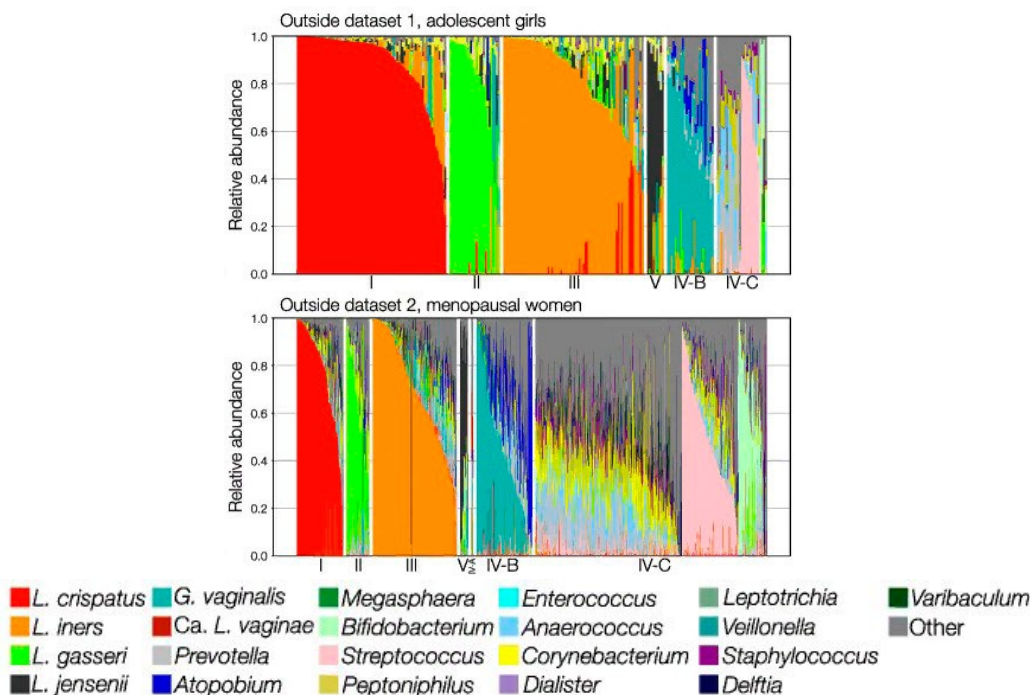 Outside dataset 1, adolescent girls
Relative abundance
1.0
0.8
0.6
0.4
0.2
0.0
I II III V IV-B IV-C
Outside dataset 2, menopausal women
Relative abundance
1.0
0.8
0.6
0.4
0.2
0.0
I II III V IV-A IV-B IV-C
L. crispatus G. vaginalis Megasphaera Enterococcus Leptotrichia Varibaculum
L. iners Ca. L. vaginae Bifidobacterium Anaerococcus Veillonella Other
L. gasseri Prevotella Streptococcus Corynebacterium Staphylococcus
L. jensenii Atopobium Peptoniphilus Dialister Delftia